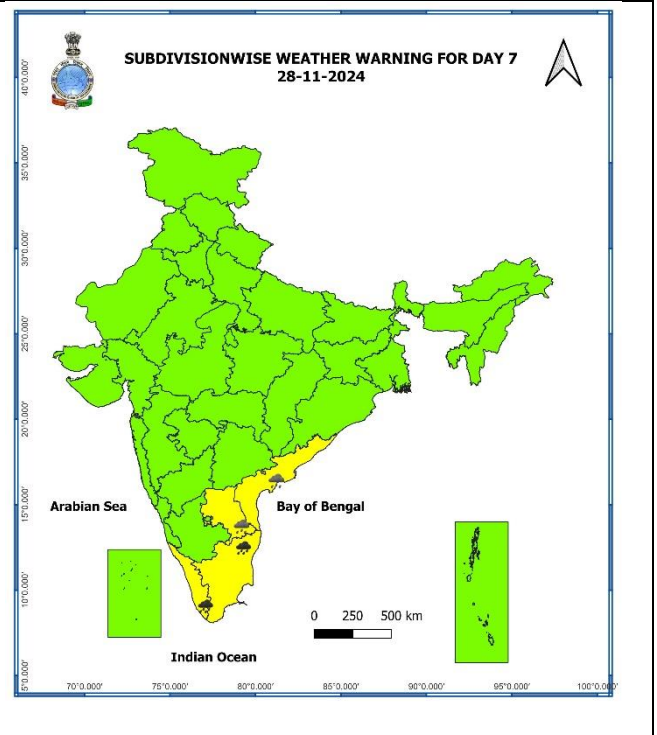 SUBDIVISIONWISE WEATHER WARNING FOR DAY 7
28-11-2024
40°0.000'
35°0.000'
30°0.000'
25°0.000'
20°0.000'
15°0.000'
10°0.000'
5°0.000'
Arabian Sea
Bay of Bengal
0 250 500 km
Indian Ocean
70°0.000' 75°0.000' 80°0.000' 85°0.000' 90°0.000' 95°0.000' 100°0.000'